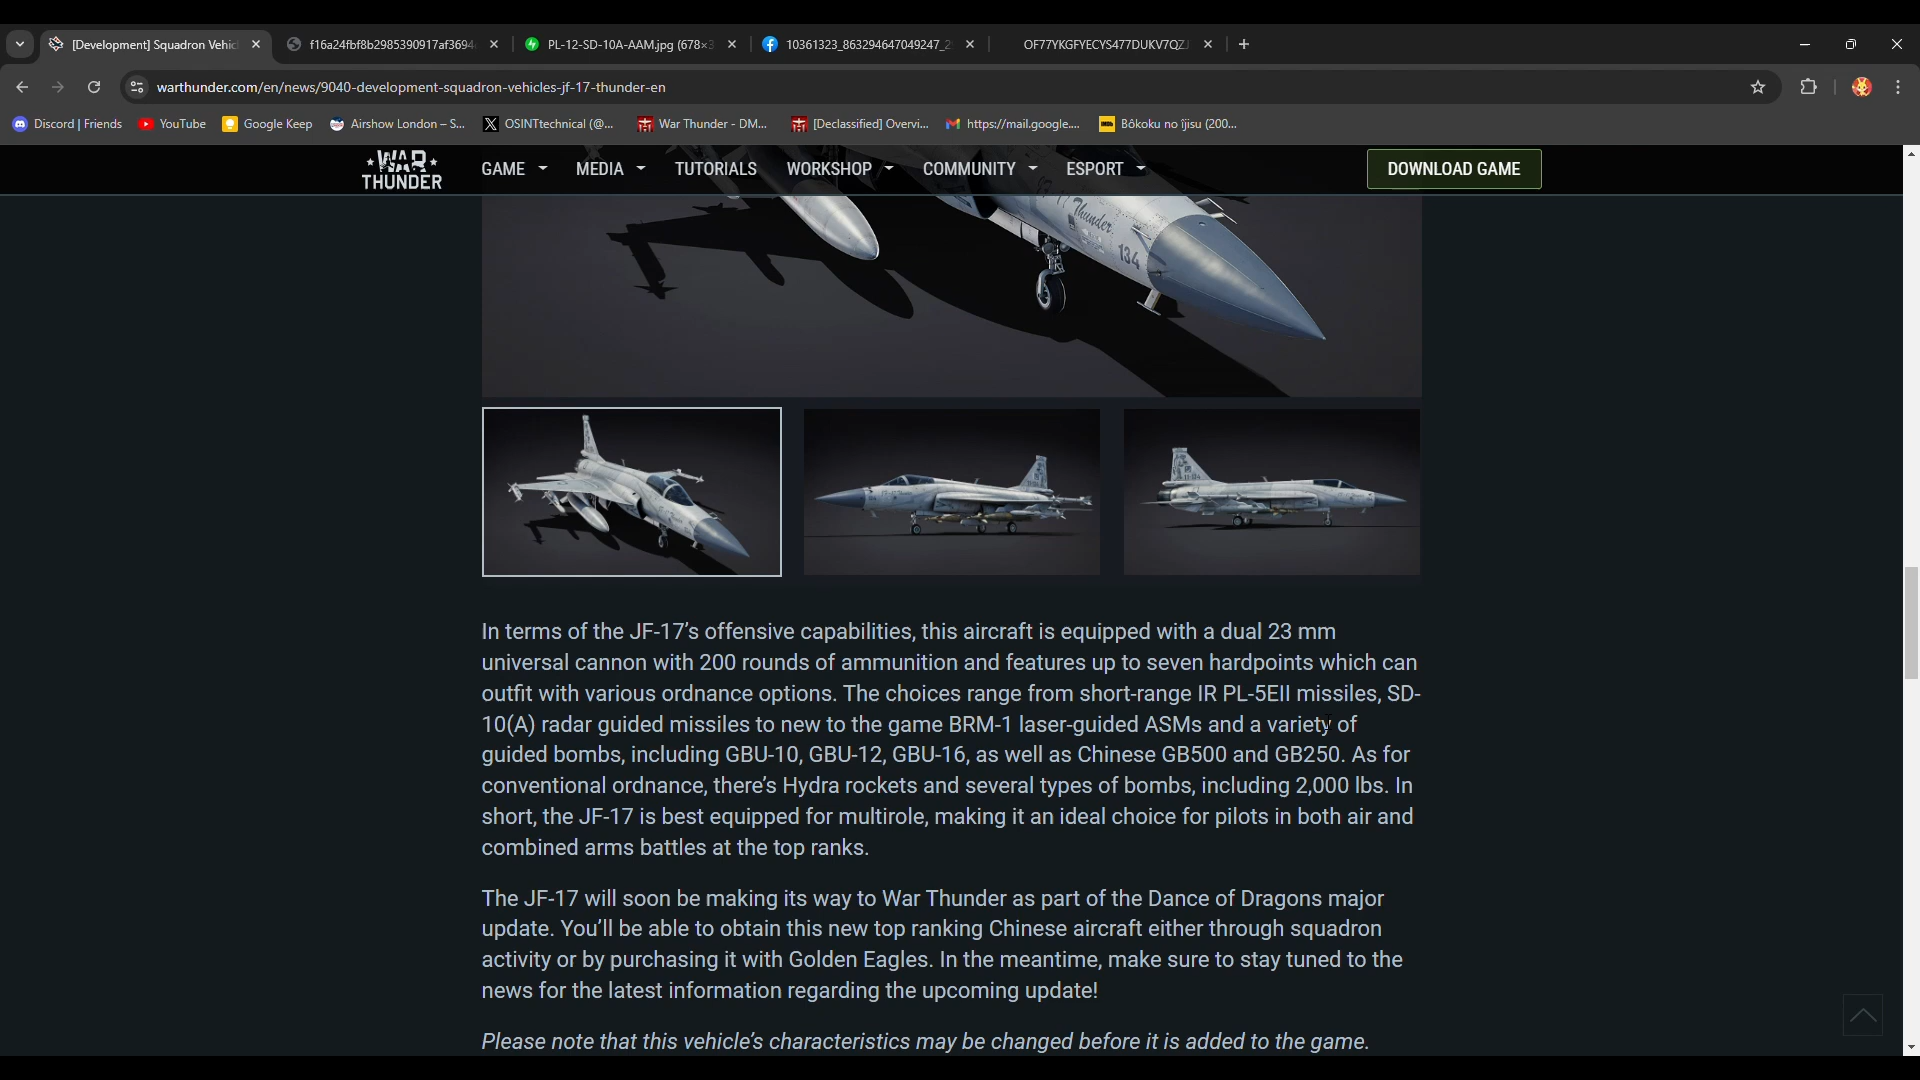 [Development] Squadron Vehic
f16a24fbf8b2985390917af3694
PL-12-SD-10A-AAM.jpg (678×3
10361323_863294647049247_2
OF77YKGFYECYS477DUKV7QZJ
warthunder.com/en/news/9040-development-squadron-vehicles-jf-17-thunder-en
Discord | Friends
YouTube
Google Keep
Airshow London – S...
OSINTtechnical (@...
War Thunder - DM...
[Declassified] Overvi...
https://mail.google....
Bôkoku no îjisu (200...
WAR THUNDER
GAME
MEDIA
TUTORIALS
WORKSHOP
COMMUNITY
ESPORT
DOWNLOAD GAME
Thunder
134
In terms of the JF-17’s offensive capabilities, this aircraft is equipped with a dual 23 mm
universal cannon with 200 rounds of ammunition and features up to seven hardpoints which can
outfit with various ordnance options. The choices range from short-range IR PL-5EII missiles, SD-
10(A) radar guided missiles to new to the game BRM-1 laser-guided ASMs and a variety of
guided bombs, including GBU-10, GBU-12, GBU-16, as well as Chinese GB500 and GB250. As for
conventional ordnance, there’s Hydra rockets and several types of bombs, including 2,000 lbs. In
short, the JF-17 is best equipped for multirole, making it an ideal choice for pilots in both air and
combined arms battles at the top ranks.
The JF-17 will soon be making its way to War Thunder as part of the Dance of Dragons major
update. You’ll be able to obtain this new top ranking Chinese aircraft either through squadron
activity or by purchasing it with Golden Eagles. In the meantime, make sure to stay tuned to the
news for the latest information regarding the upcoming update!
Please note that this vehicle’s characteristics may be changed before it is added to the game.